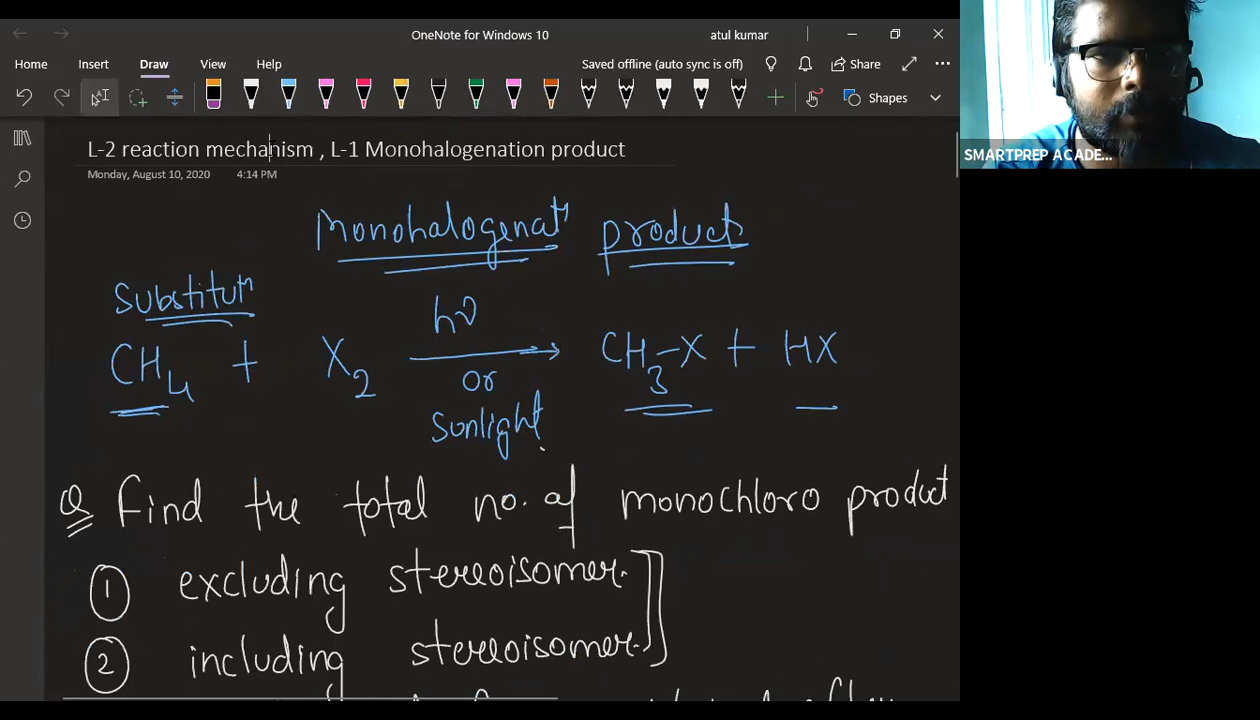 OneNote for Windows 10
atul kumar
Home Insert Draw View Help
Saved offline (auto sync is off)
Share
Shapes
L-2 reaction mechanism , L-1 Monohalogenation product
Monday, August 10, 2020 4:14 PM
SMARTPREP ACADE...
Monohalogenatn products
Substitutn
hν
CH4 + X2 → CH3-X + HX
or
sunlight
Q Find the total no. of monochloro product
1 excluding stereoisomer.
2 including stereoisomer.